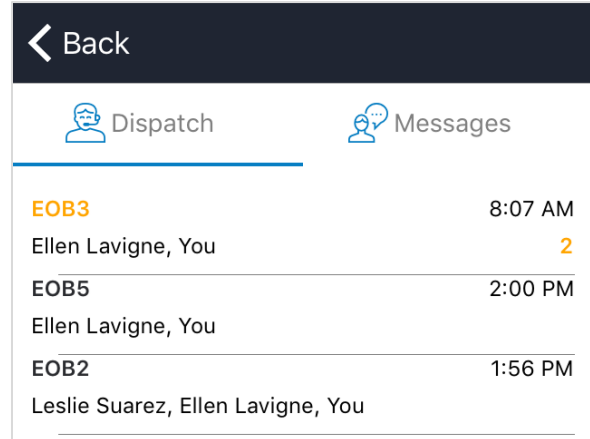 Back
Dispatch Messages
EOB3 8:07 AM
Ellen Lavigne, You 2
EOB5 2:00 PM
Ellen Lavigne, You
EOB2 1:56 PM
Leslie Suarez, Ellen Lavigne, You